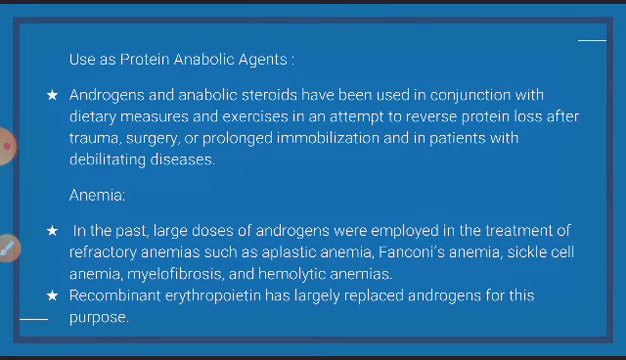 Use as Protein Anabolic Agents :
★ Androgens and anabolic steroids have been used in conjunction with
dietary measures and exercises in an attempt to reverse protein loss after
trauma, surgery, or prolonged immobilization and in patients with
debilitating diseases.
Anemia:
★ In the past, large doses of androgens were employed in the treatment of
refractory anemias such as aplastic anemia, Fanconi's anemia, sickle cell
anemia, myelofibrosis, and hemolytic anemias.
★ Recombinant erythropoietin has largely replaced androgens for this
purpose.